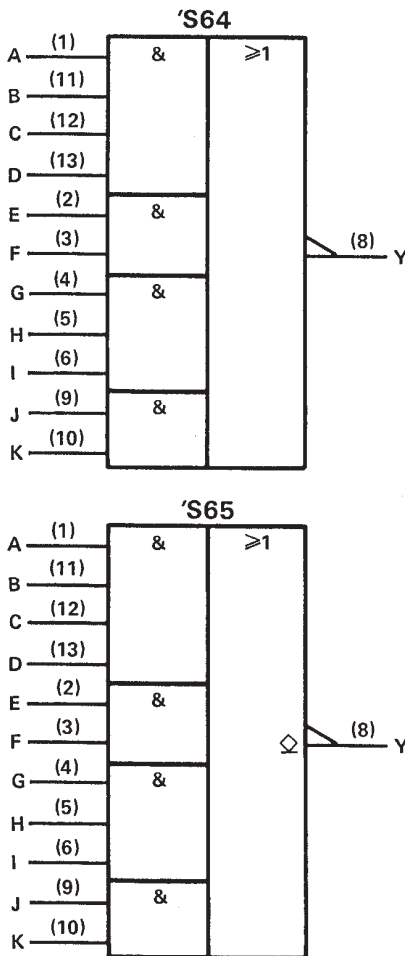 'S64
A (1) & ⩾1
B (11)
C (12)
D (13)
E (2) &
F (3) (8) Y
G (4) &
H (5)
I (6)
J (9) &
K (10)
'S65
A (1) & ⩾1
B (11)
C (12)
D (13)
E (2) &
F (3) (8) Y
G (4) &
H (5)
I (6)
J (9) &
K (10)